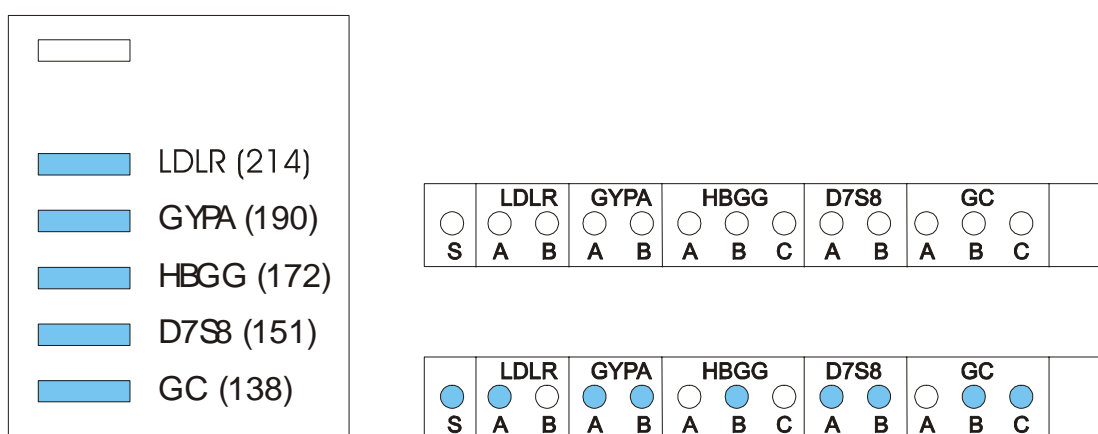 LDLR (214)
GYPA (190)
HBGG (172)
D7S8 (151)
GC (138)
LDLR GYPA HBGG D7S8 GC
S A B A B A B C A B A B C
LDLR GYPA HBGG D7S8 GC
S A B A B A B C A B A B C